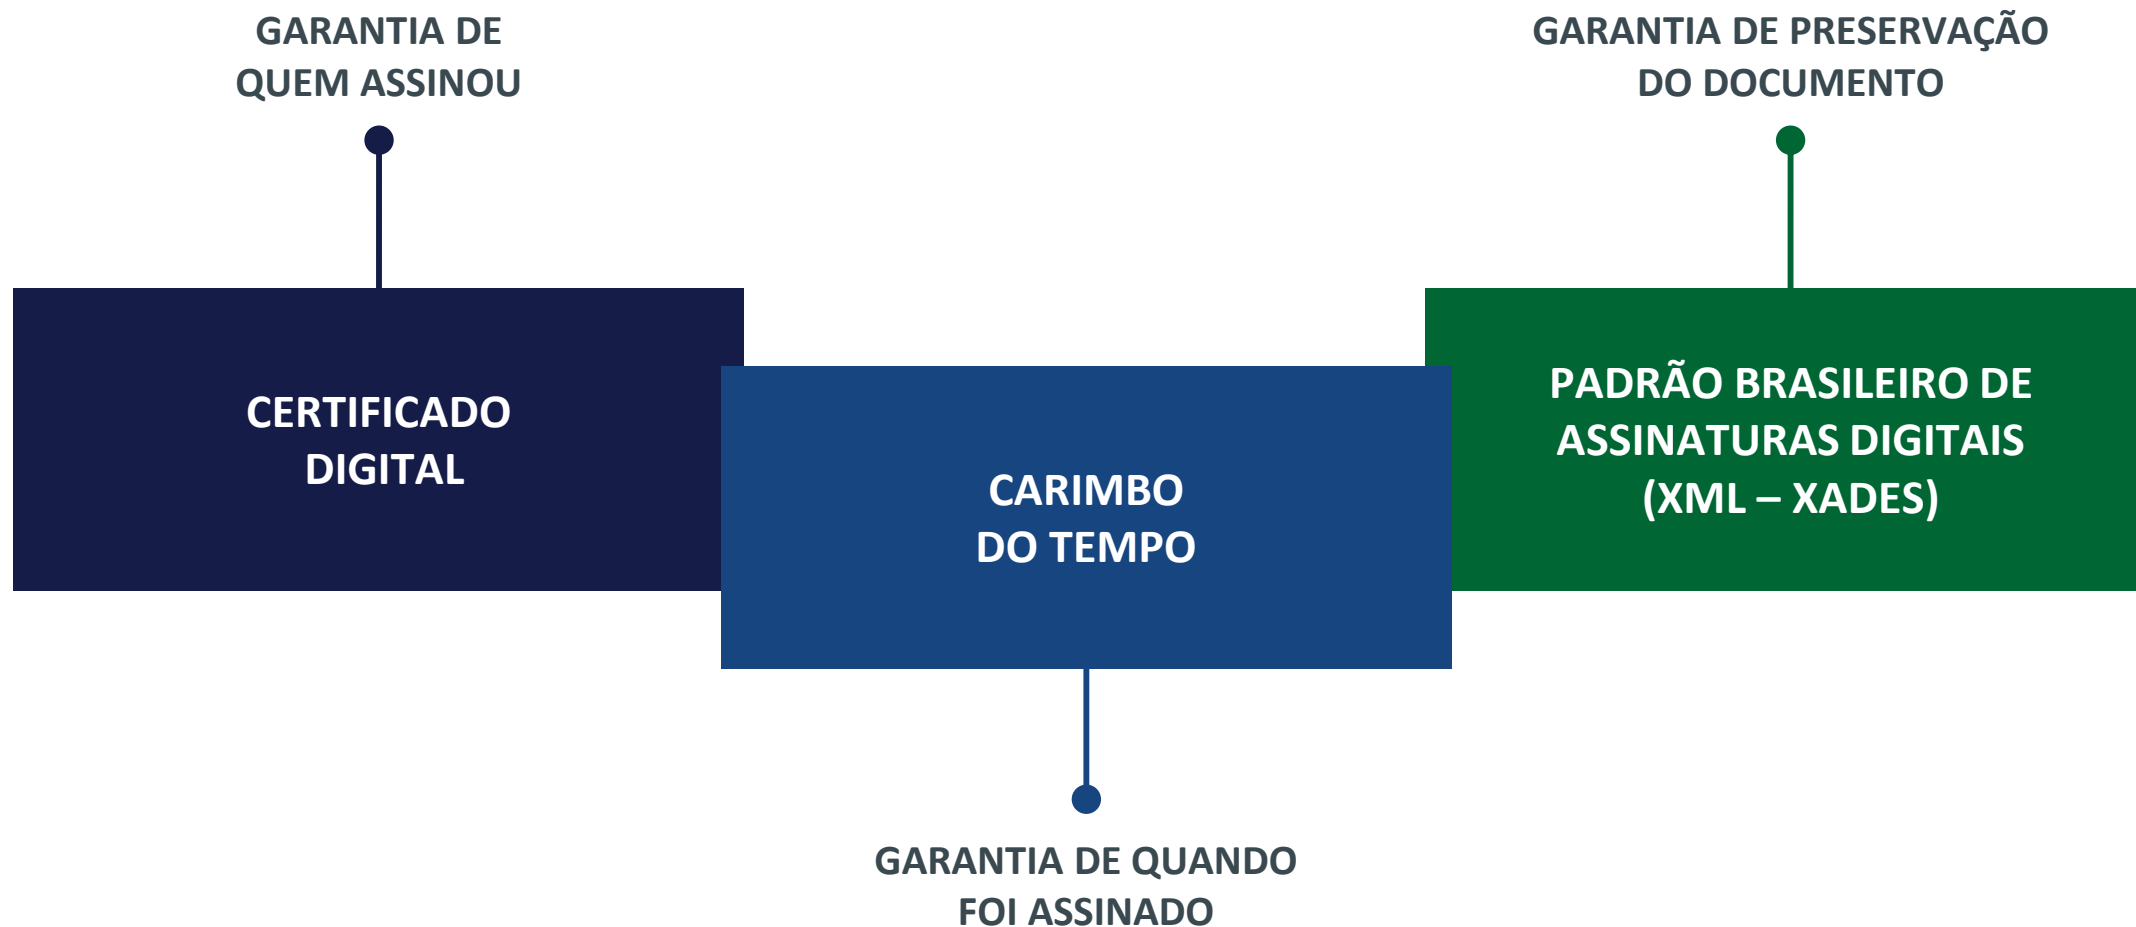 GARANTIA DE
QUEM ASSINOU
CERTIFICADO
DIGITAL
CARIMBO
DO TEMPO
GARANTIA DE QUANDO
FOI ASSINADO
GARANTIA DE PRESERVAÇÃO
DO DOCUMENTO
PADRÃO BRASILEIRO DE
ASSINATURAS DIGITAIS
(XML – XADES)